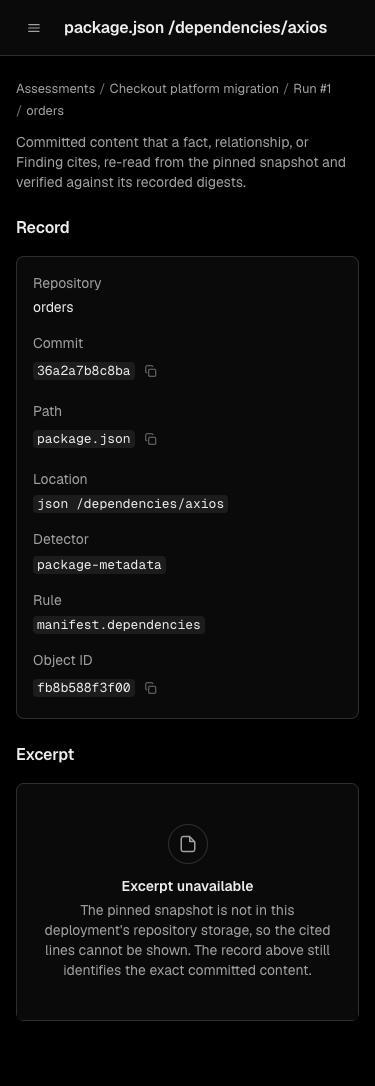 package.json /dependencies/axios
Assessments / Checkout platform migration / Run #1
/ orders
Committed content that a fact, relationship, or
Finding cites, re-read from the pinned snapshot and
verified against its recorded digests.
Record
Repository
orders
Commit
36a2a7b8c8ba
Path
package.json
Location
json /dependencies/axios
Detector
package-metadata
Rule
manifest.dependencies
Object ID
fb8b588f3f00
Excerpt
Excerpt unavailable
The pinned snapshot is not in this
deployment's repository storage, so the cited
lines cannot be shown. The record above still
identifies the exact committed content.